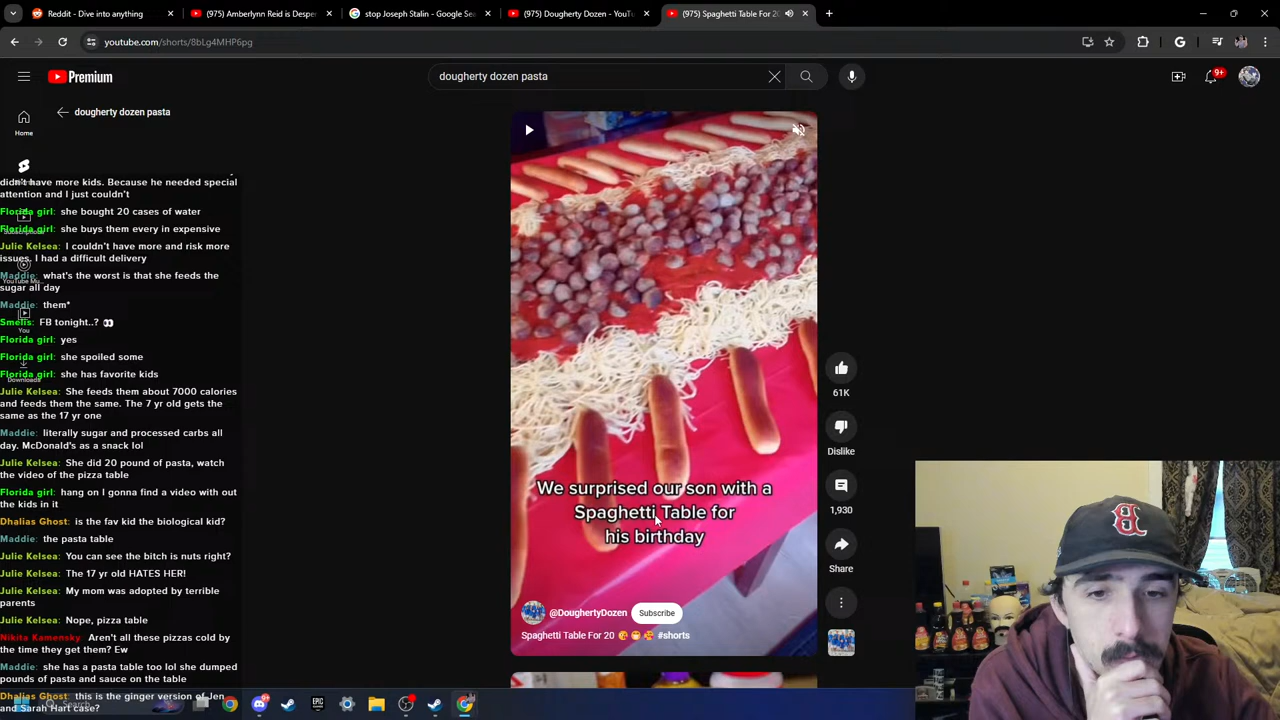 Reddit - Dive into anything
(975) Amberlynn Reid is Desper
stop Joseph Stalin - Google Se
(975) Dougherty Dozen - YouTu
(975) Spaghetti Table For 20
youtube.com/shorts/8bLg4MHP6pg
Premium
dougherty dozen pasta
9+
dougherty dozen pasta
Home
didn't have more kids. Because he needed special
attention and I just couldn't
Florida girl: she bought 20 cases of water
Florida girl: she buys them every in expensive
Julie Kelsea: I couldn't have more and risk more
issues. I had a difficult delivery
Maddie: what's the worst is that she feeds the
sugar all day
Maddie: them*
Smelis: FB tonight..? 👀
Florida girl: yes
You
Florida girl: she spoiled some
Florida girl: she has favorite kids
Downloads
Julie Kelsea: She feeds them about 7000 calories
and feeds them the same. The 7 yr old gets the
same as the 17 yr one
Maddie: literally sugar and processed carbs all
day. McDonald's as a snack lol
Julie Kelsea: She did 20 pound of pasta, watch
the video of the pizza table
Florida girl: hang on I gonna find a video with out
the kids in it
Dhalias Ghost: is the fav kid the biological kid?
Maddie: the pasta table
Julie Kelsea: You can see the bitch is nuts right?
Julie Kelsea: The 17 yr old HATES HER!
Julie Kelsea: My mom was adopted by terrible
parents
Julie Kelsea: Nope, pizza table
Nikita Kamensky: Aren't all these pizzas cold by
the time they get them? Ew
Maddie: she has a pasta table too lol she dumped
pounds of pasta and sauce on the table
Dhalias Ghost: this is the ginger version of Jen
and Sarah Hart case?
Search
We surprised our son with a
Spaghetti Table for
his birthday
@DoughertyDozen
Subscribe
Spaghetti Table For 20 😘 😁 🥰 #shorts
61K
Dislike
1,930
Share
B
EPIC